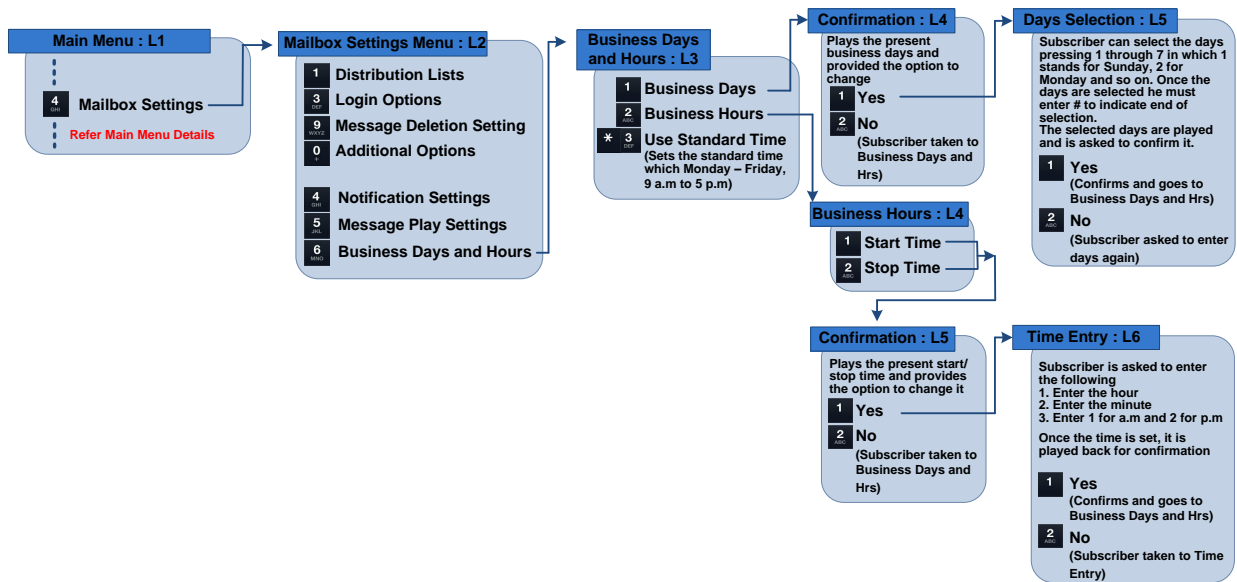 Main Menu : L1
4 GHI Mailbox Settings
Refer Main Menu Details
Mailbox Settings Menu : L2
1 Distribution Lists
3 DEF Login Options
9 WXYZ Message Deletion Setting
0 + Additional Options
4 GHI Notification Settings
5 JKL Message Play Settings
6 MNO Business Days and Hours
Business Days
and Hours : L3
1 Business Days
2 ABC Business Hours
* 3 DEF Use Standard Time
(Sets the standard time
which Monday – Friday,
9 a.m to 5 p.m)
Confirmation : L4
Plays the present
business days and
provided the option to
change
1 Yes
2 ABC No
(Subscriber taken to
Business Days and
Hrs)
Days Selection : L5
Subscriber can select the days
pressing 1 through 7 in which 1
stands for Sunday, 2 for
Monday and so on. Once the
days are selected he must
enter # to indicate end of
selection.
The selected days are played
and is asked to confirm it.
1 Yes
(Confirms and goes to
Business Days and Hrs)
2 ABC No
(Subscriber asked to enter
days again)
Business Hours : L4
1 Start Time
2 ABC Stop Time
Confirmation : L5
Plays the present start/
stop time and provides
the option to change it
1 Yes
2 ABC No
(Subscriber taken to
Business Days and
Hrs)
Time Entry : L6
Subscriber is asked to enter
the following
1. Enter the hour
2. Enter the minute
3. Enter 1 for a.m and 2 for p.m
Once the time is set, it is
played back for confirmation
1 Yes
(Confirms and goes to
Business Days and Hrs)
2 ABC No
(Subscriber taken to Time
Entry)